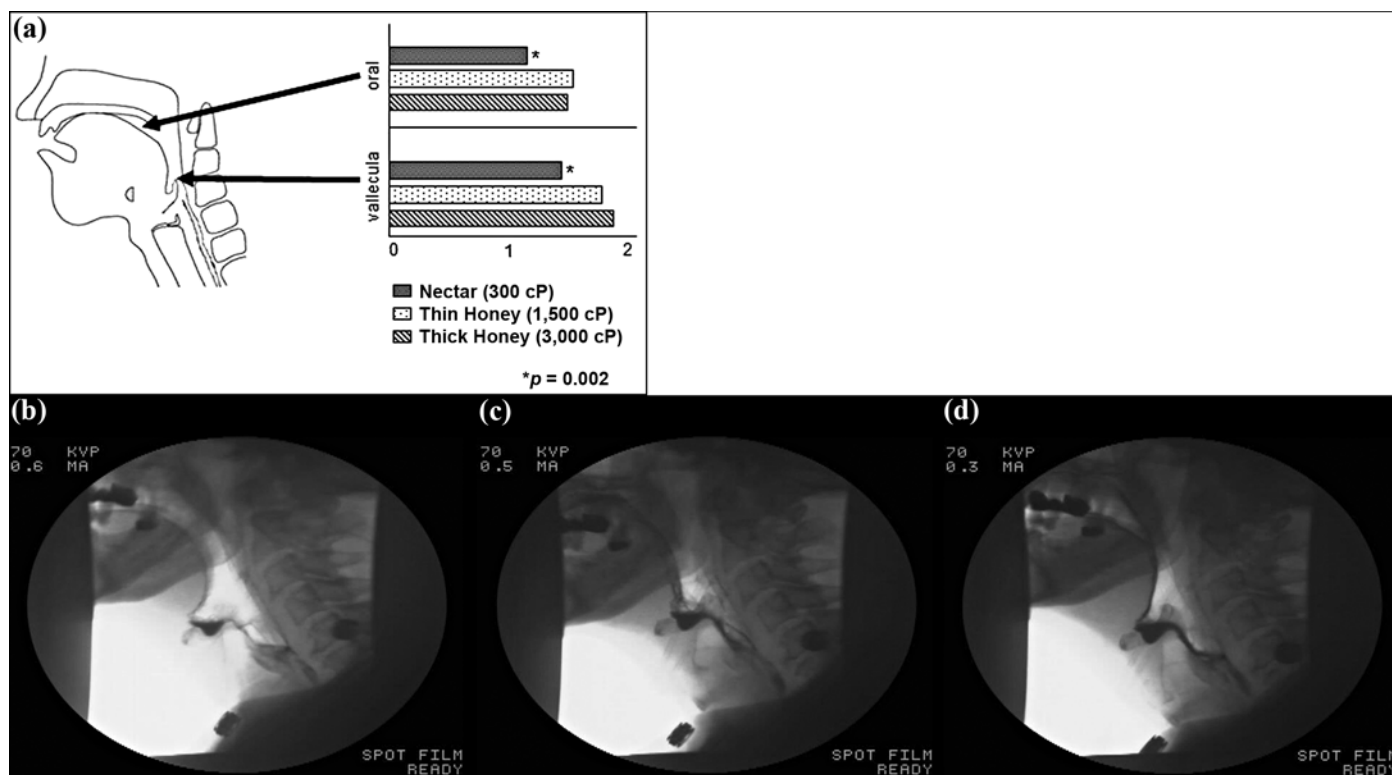 (a)
oral
*
vallecula
*
0 1 2
Nectar (300 cP)
Thin Honey (1,500 cP)
Thick Honey (3,000 cP)
*p = 0.002
(b)
70 KVP
0.6 MA
SPOT FILM
READY
(c)
70 KVP
0.5 MA
SPOT FILM
READY
(d)
70 KVP
0.3 MA
SPOT FILM
READY